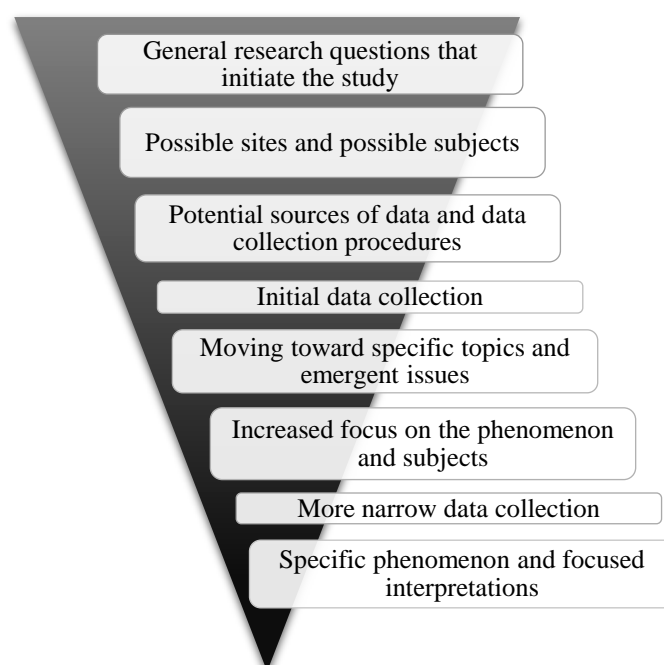 General research questions that
initiate the study
Possible sites and possible subjects
Potential sources of data and data
collection procedures
Initial data collection
Moving toward specific topics and
emergent issues
Increased focus on the phenomenon
and subjects
More narrow data collection
Specific phenomenon and focused
interpretations